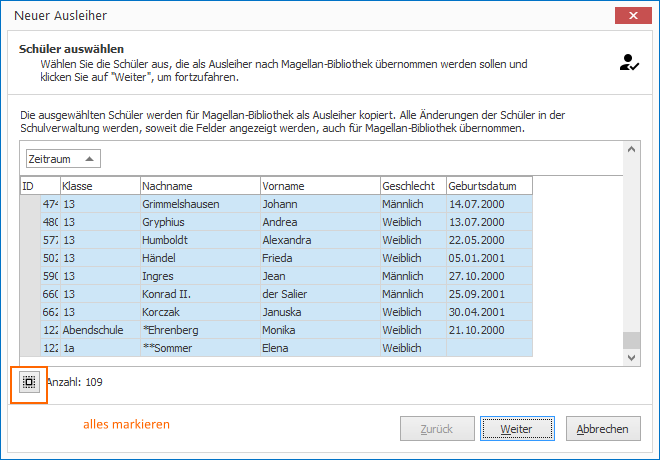 Neuer Ausleiher
Schüler auswählen
Wählen Sie die Schüler aus, die als Ausleiher nach Magellan-Bibliothek übernommen werden sollen und
klicken Sie auf "Weiter", um fortzufahren.
Die ausgewählten Schüler werden für Magellan-Bibliothek als Ausleiher kopiert. Alle Änderungen der Schüler in der
Schulverwaltung werden, soweit die Felder angezeigt werden, auch für Magellan-Bibliothek übernommen.
Zeitraum
ID Klasse Nachname Vorname Geschlecht Geburtsdatum
474 13 Grimmelshausen Johann Männlich 14.07.2000
480 13 Gryphius Andrea Weiblich 13.07.2000
577 13 Humboldt Alexandra Weiblich 22.05.2000
502 13 Händel Frieda Weiblich 05.01.2001
590 13 Ingres Jean Männlich 27.10.2000
660 13 Konrad II. der Salier Männlich 25.09.2001
662 13 Korczak Januska Weiblich 30.04.2001
122 Abendschule *Ehrenberg Monika Weiblich 21.10.2000
122 1a **Sommer Elena Weiblich
Anzahl: 109
alles markieren
Zurück Weiter Abbrechen